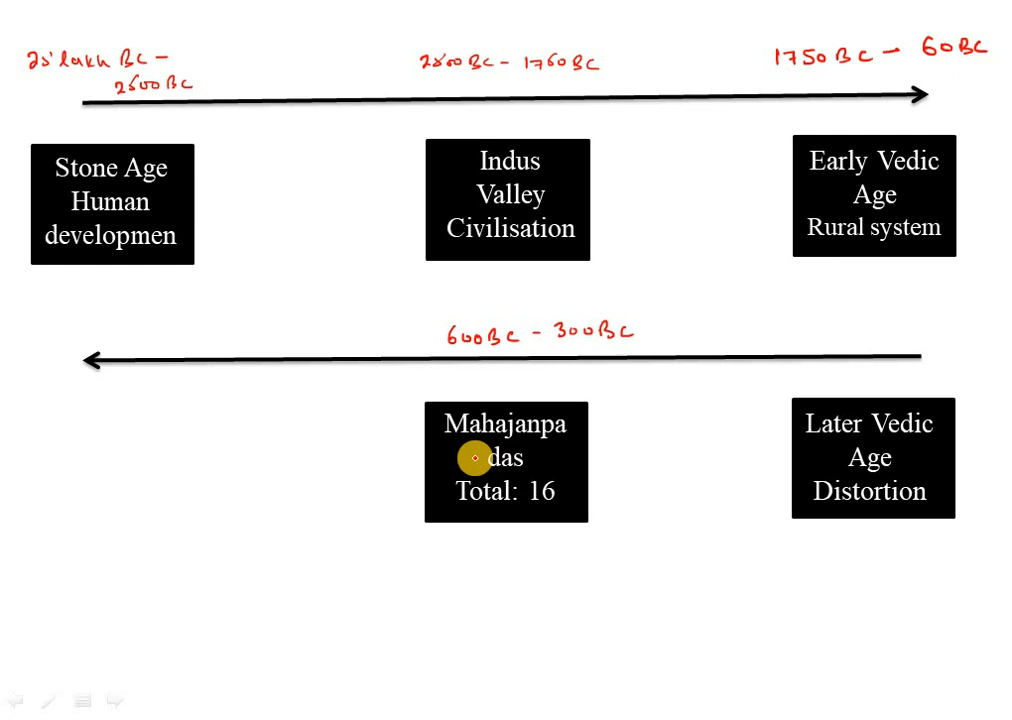 25 lakh BC -
2500 BC
2500 BC - 1750 BC
1750 BC - 60 BC
Stone Age
Human
developmen
Indus
Valley
Civilisation
Early Vedic
Age
Rural system
600 BC - 300 BC
Mahajanpa
das
Total: 16
Later Vedic
Age
Distortion